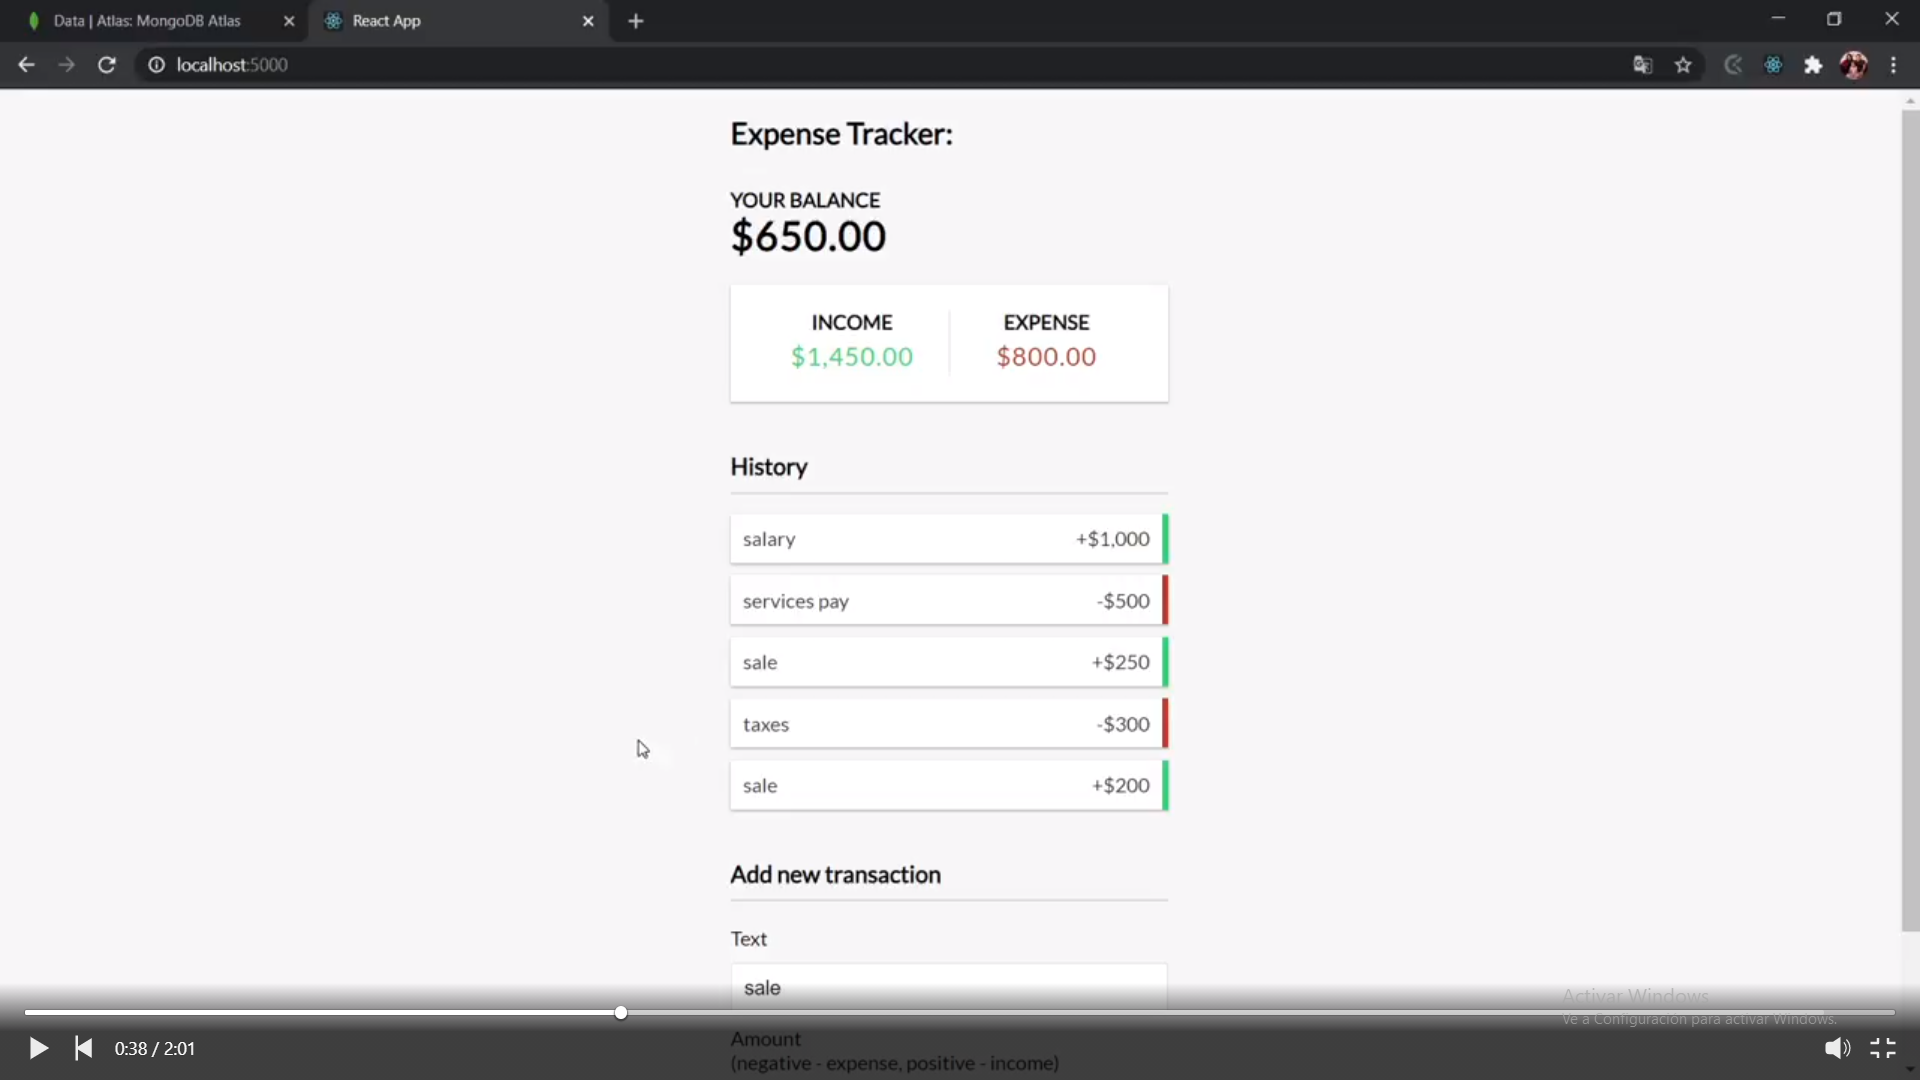 Data | Atlas: MongoDB Atlas
React App
localhost:5000
Expense Tracker:
YOUR BALANCE
$650.00
INCOME
EXPENSE
$1,450.00
$800.00
History
salary +$1,000
services pay -$500
sale +$250
taxes -$300
sale +$200
Add new transaction
Text
sale
Activar Windows
Ve a Configuración para activar Windows.
Amount
(negative - expense, positive - income)
0:38 / 2:01